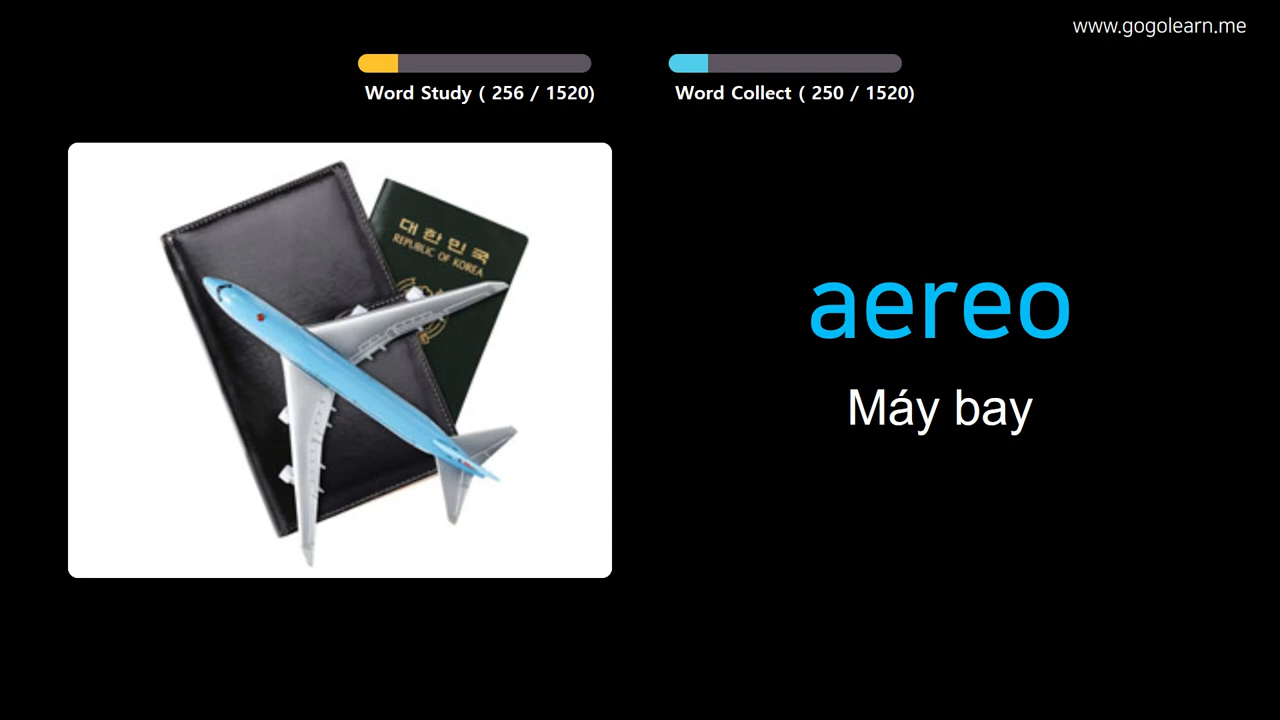 www.gogolearn.me
Word Study ( 256 / 1520)
Word Collect ( 250 / 1520)
대한민국
REPUBLIC OF KOREA
aereo
Máy bay